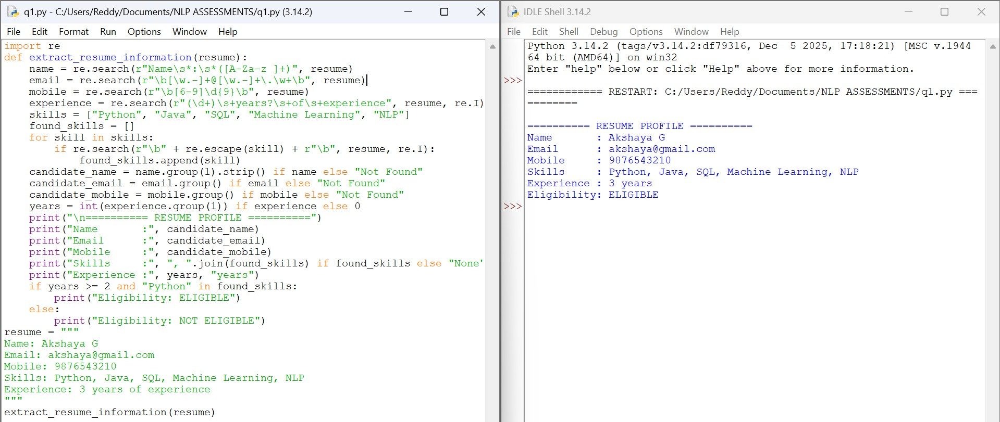 q1.py - C:/Users/Reddy/Documents/NLP ASSESSMENTS/q1.py (3.14.2)
File Edit Format Run Options Window Help
import re
def extract_resume_information(resume):
    name = re.search(r"Name\s*:\s*([A-Za-z ]+)", resume)
    email = re.search(r"\b[\w.-]+@[\w.-]+\.\w+\b", resume)
    mobile = re.search(r"\b[6-9]\d{9}\b", resume)
    experience = re.search(r"(\d+)\s+years?\s+of\s+experience", resume, re.I)
    skills = ["Python", "Java", "SQL", "Machine Learning", "NLP"]
    found_skills = []
    for skill in skills:
        if re.search(r"\b" + re.escape(skill) + r"\b", resume, re.I):
            found_skills.append(skill)
    candidate_name = name.group(1).strip() if name else "Not Found"
    candidate_email = email.group() if email else "Not Found"
    candidate_mobile = mobile.group() if mobile else "Not Found"
    years = int(experience.group(1)) if experience else 0
    print("\n========== RESUME PROFILE ==========")
    print("Name       :", candidate_name)
    print("Email      :", candidate_email)
    print("Mobile     :", candidate_mobile)
    print("Skills     :", ", ".join(found_skills) if found_skills else "None"
    print("Experience :", years, "years")
    if years >= 2 and "Python" in found_skills:
        print("Eligibility: ELIGIBLE")
    else:
        print("Eligibility: NOT ELIGIBLE")
resume = """
Name: Akshaya G
Email: akshaya@gmail.com
Mobile: 9876543210
Skills: Python, Java, SQL, Machine Learning, NLP
Experience: 3 years of experience
"""
extract_resume_information(resume)
IDLE Shell 3.14.2
File Edit Shell Debug Options Window Help
Python 3.14.2 (tags/v3.14.2:df79316, Dec  5 2025, 17:18:21) [MSC v.1944
64 bit (AMD64)] on win32
Enter "help" below or click "Help" above for more information.
>>>
============ RESTART: C:/Users/Reddy/Documents/NLP ASSESSMENTS/q1.py ===
========
========== RESUME PROFILE ==========
Name       : Akshaya G
Email      : akshaya@gmail.com
Mobile     : 9876543210
Skills     : Python, Java, SQL, Machine Learning, NLP
Experience : 3 years
Eligibility: ELIGIBLE
>>>